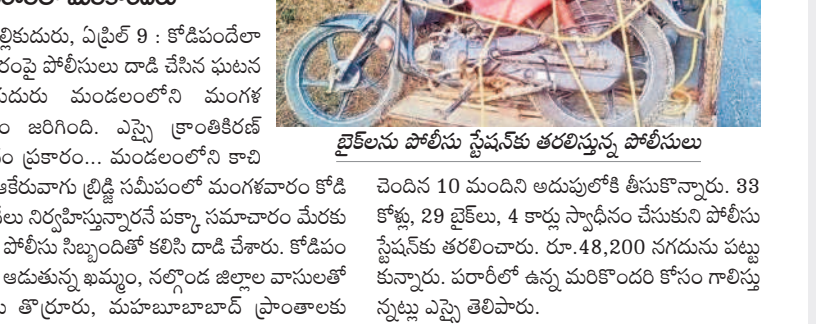 ల్లికుదురు, ఏప్రిల్ 9 : కోడిపందేలా
పోలీసులు దాడి చేసిన ఘటన
మండలంలోని మంగళ
జరిగింది. ఎస్సై క్రాంతికిరణ్
ప్రకారం... మండలంలోని కాచి
ఆకేరువాగు బ్రిడ్జి సమీపంలో మంగళవారం కోడి
నిర్వహిస్తున్నారనే పక్కా సమాచారం మేరకు
పోలీసు సిబ్బందితో కలిసి దాడి చేశారు. కోడిపం
ఆడుతున్న ఖమ్మం, నల్గొండ జిల్లాల వాసులతో
తొర్రూరు, మహబూబాబాద్ ప్రాంతాలకు
బైక్‌లను పోలీసు స్టేషన్‌కు తరలిస్తున్న పోలీసులు
చెందిన 10 మందిని అదుపులోకి తీసుకొన్నారు. 33
కోళ్లు, 29 బైక్‌లు, 4 కార్లు స్వాధీనం చేసుకుని పోలీసు
స్టేషన్‌కు తరలించారు. రూ.48,200 నగదును పట్టు
కున్నారు. పరారీలో ఉన్న మరికొందరి కోసం గాలిస్తు
న్నట్లు ఎస్సై తెలిపారు.